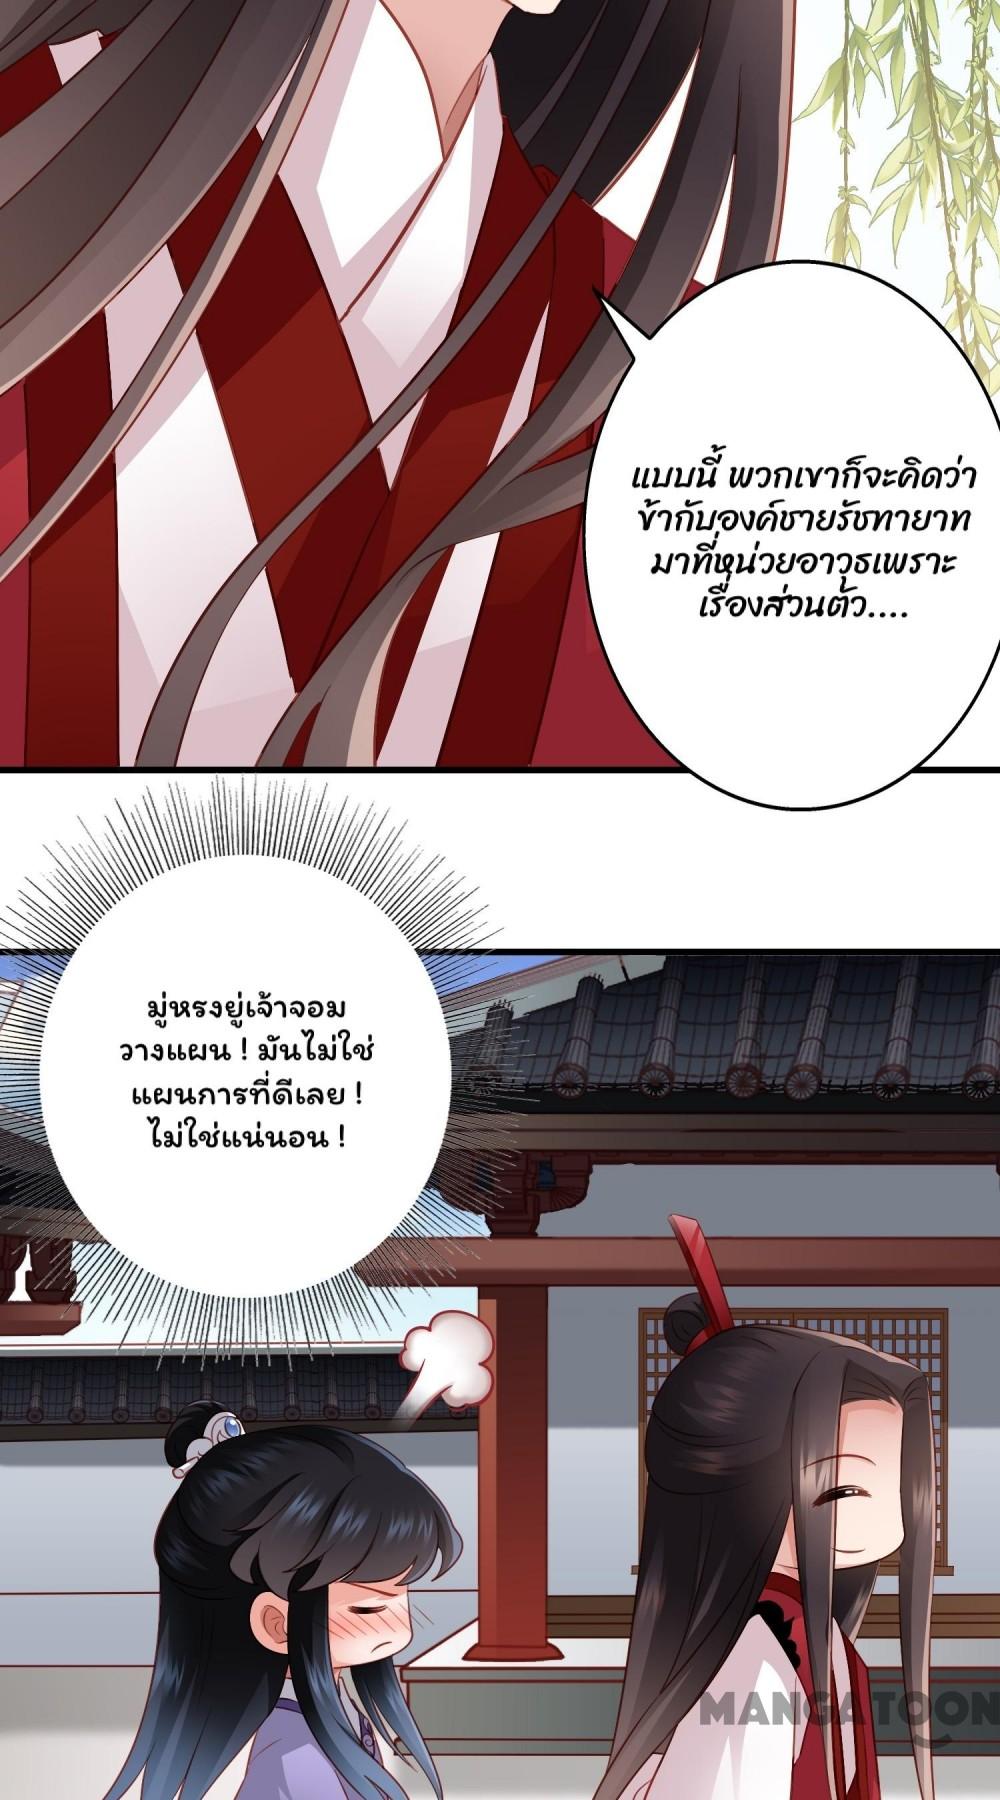 แบบนี้ พวกเขาก็จะคิดว่า
ข้ากับองค์ชายรัชทายาท
มาที่หน่วยอาวุธเพราะ
เรื่องส่วนตัว....
มู่หรงยู่เจ้าจอม
วางแผน ! มันไม่ใช่
แผนการที่ดีเลย !
ไม่ใช่แน่นอน !
MANGATOON